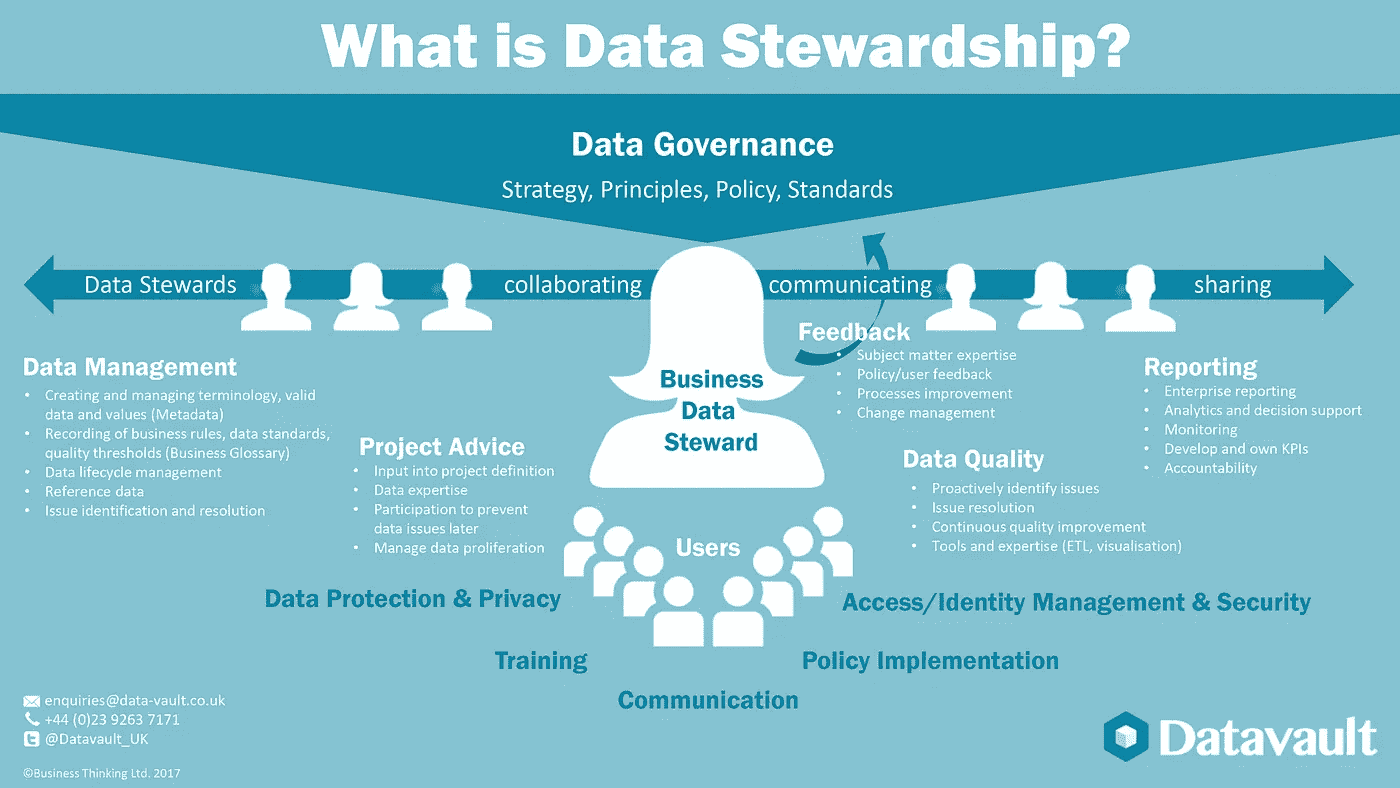 What is Data Stewardship?
Data Governance
Strategy, Principles, Policy, Standards
Data Stewards
collaborating
communicating
sharing
Data Management
• Creating and managing terminology, valid
data and values (Metadata)
• Recording of business rules, data standards,
quality thresholds (Business Glossary)
• Data lifecycle management
• Reference data
• Issue identification and resolution
Project Advice
• Input into project definition
• Data expertise
• Participation to prevent
data issues later
• Manage data proliferation
Business
Data
Steward
Users
Feedback
• Subject matter expertise
• Policy/user feedback
• Processes improvement
• Change management
Data Quality
• Proactively identify issues
• Issue resolution
• Continuous quality improvement
• Tools and expertise (ETL, visualisation)
Reporting
• Enterprise reporting
• Analytics and decision support
• Monitoring
• Develop and own KPIs
• Accountability
Data Protection & Privacy
Access/Identity Management & Security
Training
Policy Implementation
Communication
enquiries@data-vault.co.uk
+44 (0)23 9263 7171
@Datavault_UK
©Business Thinking Ltd. 2017
Datavault